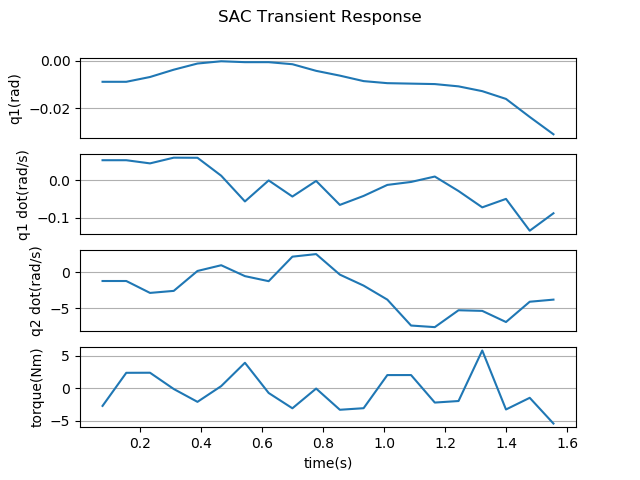 SAC Transient Response
q1(rad)
0.00
−0.02
q1 dot(rad/s)
0.0
−0.1
q2 dot(rad/s)
0
−5
torque(Nm)
5
0
−5
0.2 0.4 0.6 0.8 1.0 1.2 1.4 1.6
time(s)